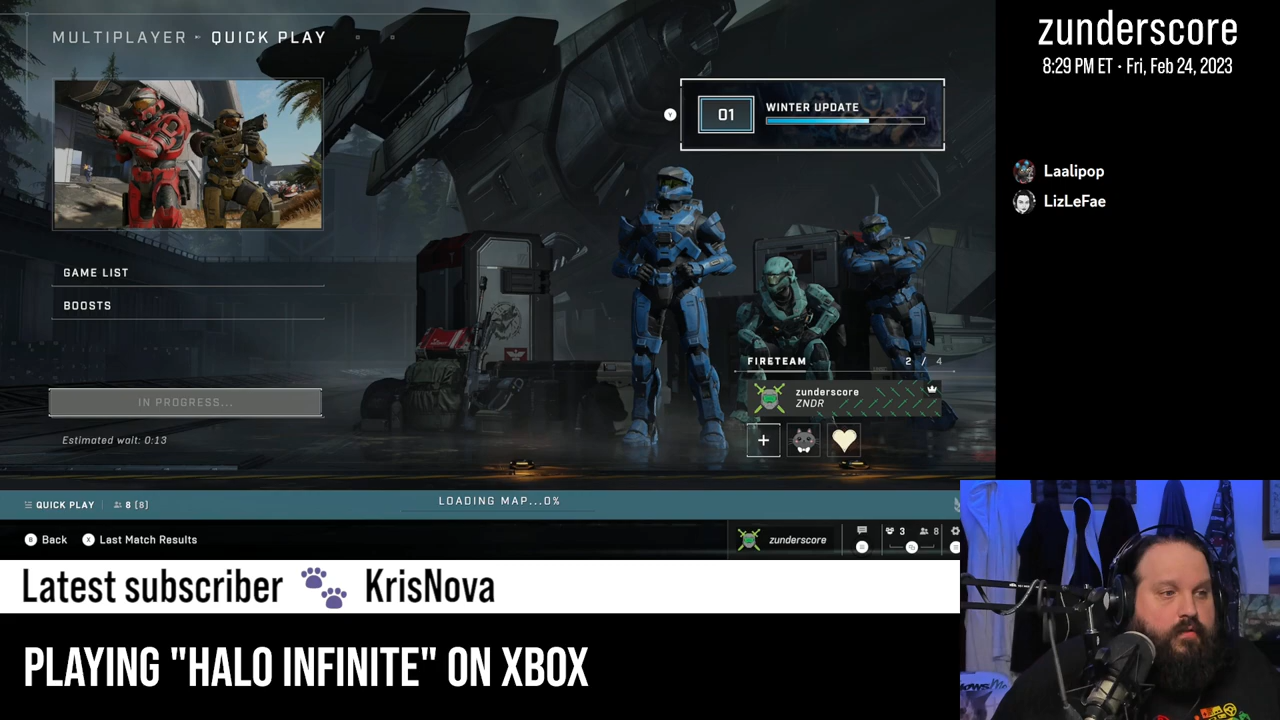 MULTIPLAYER ▸ QUICK PLAY
zunderscore
8:29 PM ET · Fri, Feb 24, 2023
01
WINTER UPDATE
Y
Laalipop
LizLeFae
GAME LIST
BOOSTS
FIRETEAM 2 / 4
zunderscore
ZNDR
IN PROGRESS...
Estimated wait: 0:13
LOADING MAP...0%
QUICK PLAY 8 (8)
B Back X Last Match Results
zunderscore 3 8
Latest subscriber KrisNova
PLAYING "HALO INFINITE" ON XBOX